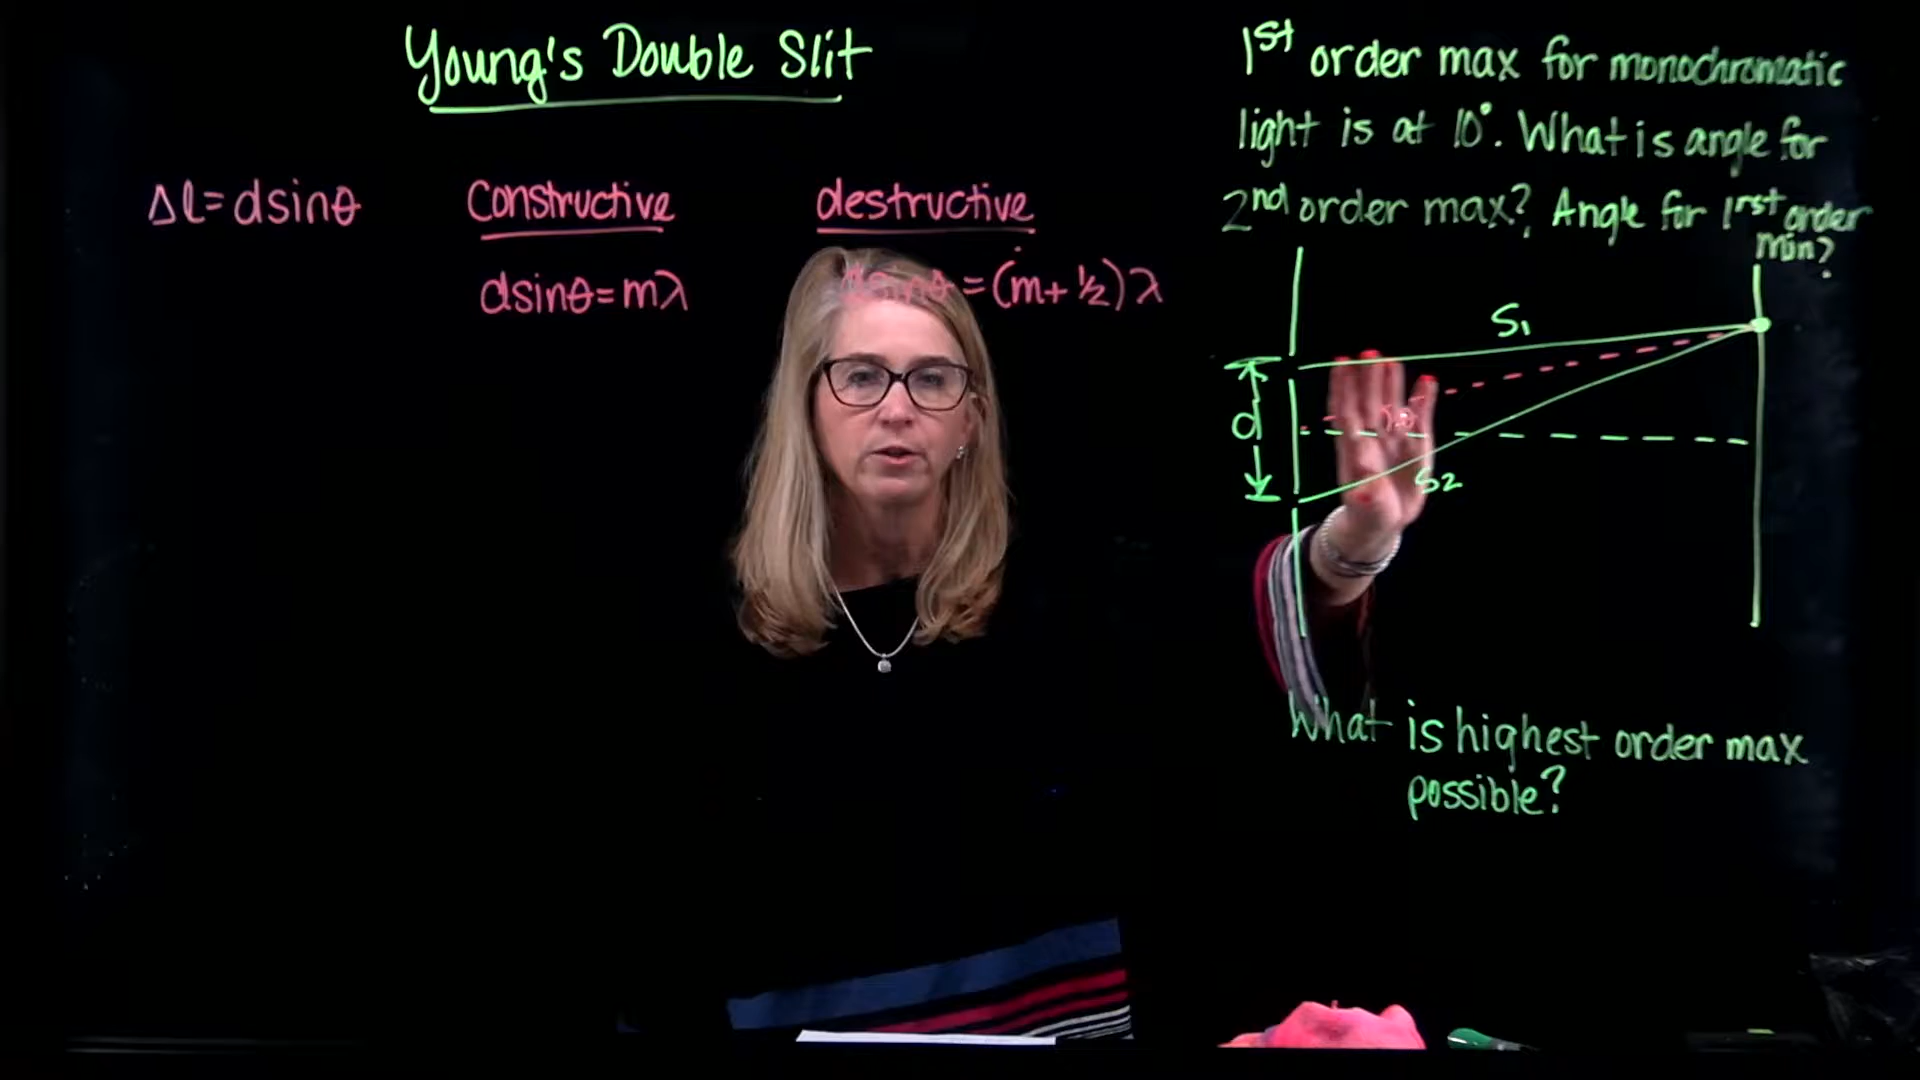 Young's Double Slit
Δl = dsinθ
Constructive
destructive
dsinθ = mλ
dsinθ = (m + 1/2) λ
1st order max for monochromatic
light is at 10°. What is angle for
2nd order max? Angle for 1rst order
min?
S1
d
S2
What is highest order max
possible?